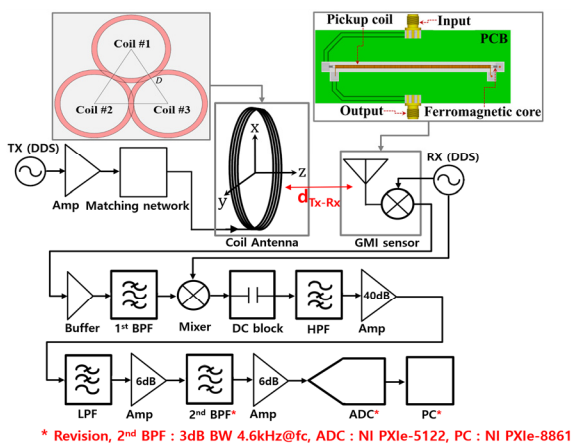 Coil #1
D
Coil #2
Coil #3
Pickup coil
Input
PCB
Output
Ferromagnetic core
TX (DDS)
Amp
Matching network
x
y
z
Coil Antenna
dTx-Rx
RX (DDS)
GMI sensor
Buffer
1st BPF
Mixer
DC block
HPF
40dB
Amp
LPF
6dB
Amp
2nd BPF*
6dB
Amp
ADC*
PC*
* Revision, 2nd BPF : 3dB BW 4.6kHz@fc, ADC : NI PXIe-5122, PC : NI PXIe-8861